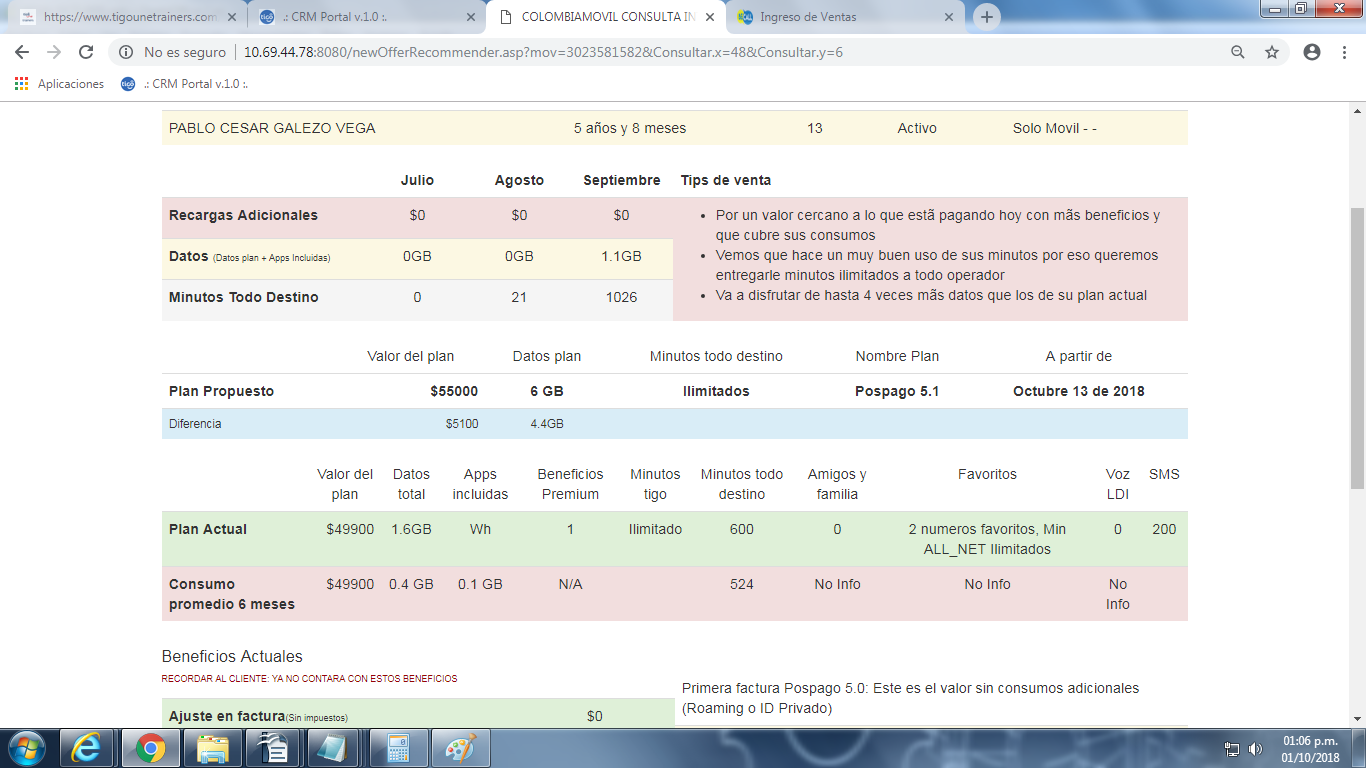 https://www.tigounetrainers.com
.: CRM Portal v.1.0 :.
COLOMBIAMOVIL CONSULTA IN
Ingreso de Ventas
No es seguro
10.69.44.78:8080/newOfferRecommender.asp?mov=3023581582&Consultar.x=48&Consultar.y=6
Aplicaciones
.: CRM Portal v.1.0 :.
PABLO CESAR GALEZO VEGA 5 años y 8 meses 13 Activo Solo Movil - -
Julio Agosto Septiembre Tips de venta
Recargas Adicionales $0 $0 $0
Datos (Datos plan + Apps Incluidas) 0GB 0GB 1.1GB
Minutos Todo Destino 0 21 1026
• Por un valor cercano a lo que estã pagando hoy con mãs beneficios y
que cubre sus consumos
• Vemos que hace un muy buen uso de sus minutos por eso queremos
entregarle minutos ilimitados a todo operador
• Va a disfrutar de hasta 4 veces mãs datos que los de su plan actual
Valor del plan Datos plan Minutos todo destino Nombre Plan A partir de
Plan Propuesto $55000 6 GB Ilimitados Pospago 5.1 Octubre 13 de 2018
Diferencia $5100 4.4GB
Valor del Datos Apps Beneficios Minutos Minutos todo Amigos y Favoritos Voz SMS
plan total incluidas Premium tigo destino familia LDI
Plan Actual $49900 1.6GB Wh 1 Ilimitado 600 0 2 numeros favoritos, Min 0 200
ALL_NET Ilimitados
Consumo $49900 0.4 GB 0.1 GB N/A 524 No Info No Info No
promedio 6 meses Info
Beneficios Actuales
RECORDAR AL CLIENTE: YA NO CONTARA CON ESTOS BENEFICIOS
Ajuste en factura(Sin impuestos) $0
Primera factura Pospago 5.0: Este es el valor sin consumos adicionales
(Roaming o ID Privado)
01:06 p.m.
01/10/2018